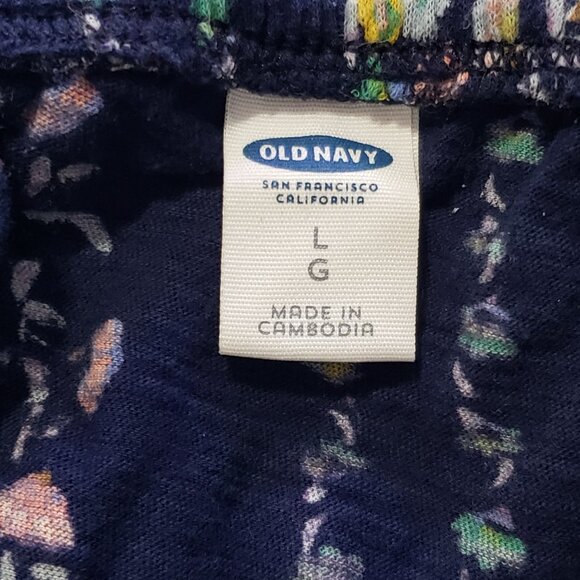 OLD NAVY
SAN FRANCISCO
CALIFORNIA
L
G
MADE IN
CAMBODIA